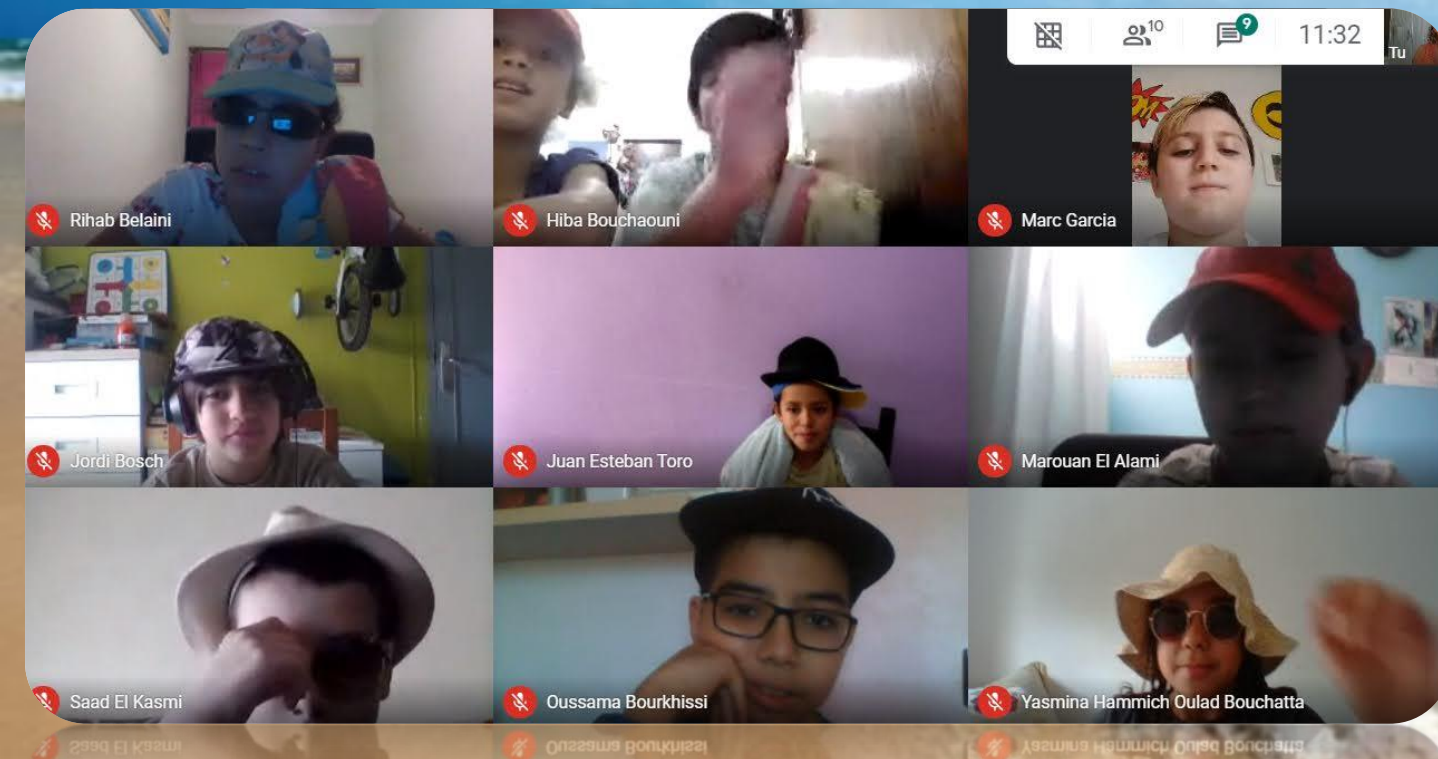 10
9
11:32
Tu
Rihab Belaini
Hiba Bouchaouni
Marc Garcia
Jordi Bosch
Juan Esteban Toro
Marouan El Alami
Saad El Kasmi
Oussama Bourkhissi
Yasmina Hammich Oulad Bouchatta